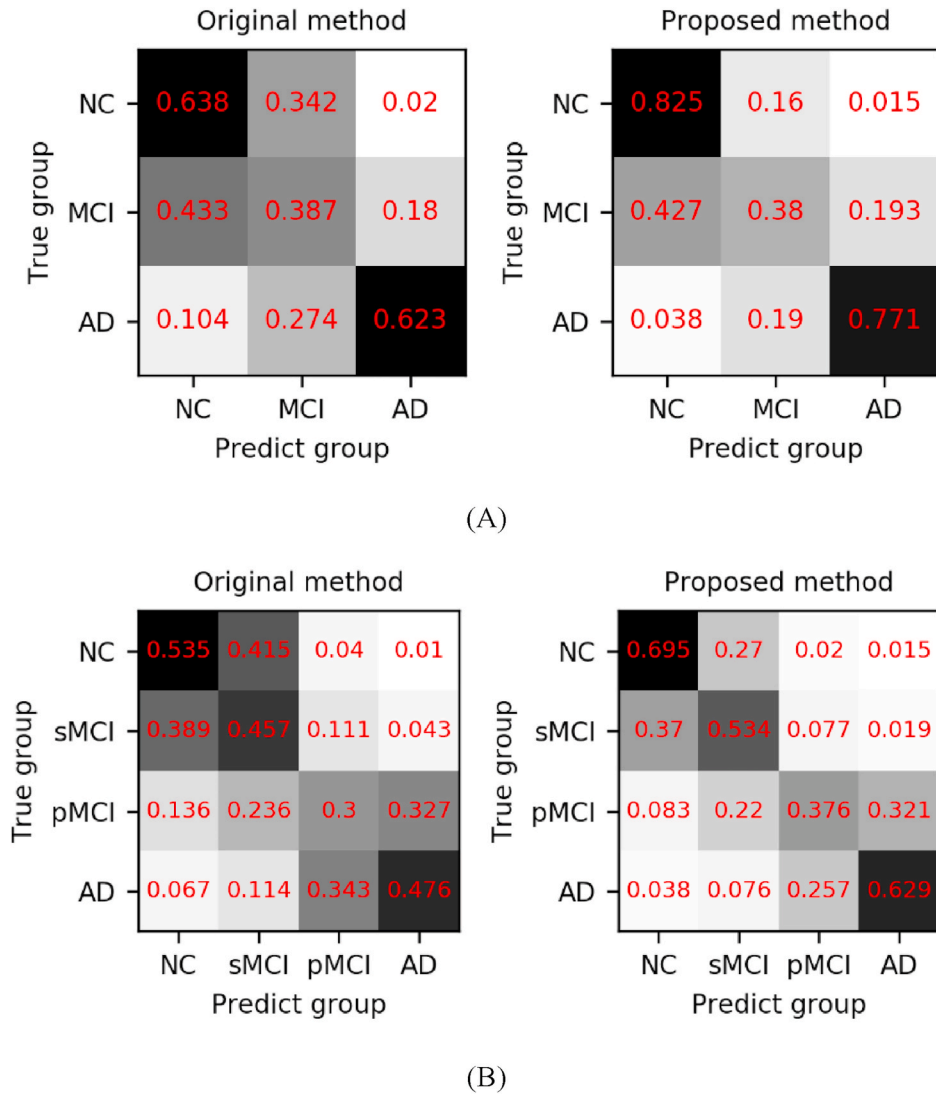 Original method
Proposed method
NC 0.638 0.342 0.02
MCI 0.433 0.387 0.18
AD 0.104 0.274 0.623
NC MCI AD
Predict group
True group
NC 0.825 0.16 0.015
MCI 0.427 0.38 0.193
AD 0.038 0.19 0.771
NC MCI AD
Predict group
True group
(A)
Original method
Proposed method
NC 0.535 0.415 0.04 0.01
sMCI 0.389 0.457 0.111 0.043
pMCI 0.136 0.236 0.3 0.327
AD 0.067 0.114 0.343 0.476
NC sMCI pMCI AD
Predict group
True group
NC 0.695 0.27 0.02 0.015
sMCI 0.37 0.534 0.077 0.019
pMCI 0.083 0.22 0.376 0.321
AD 0.038 0.076 0.257 0.629
NC sMCI pMCI AD
Predict group
True group
(B)